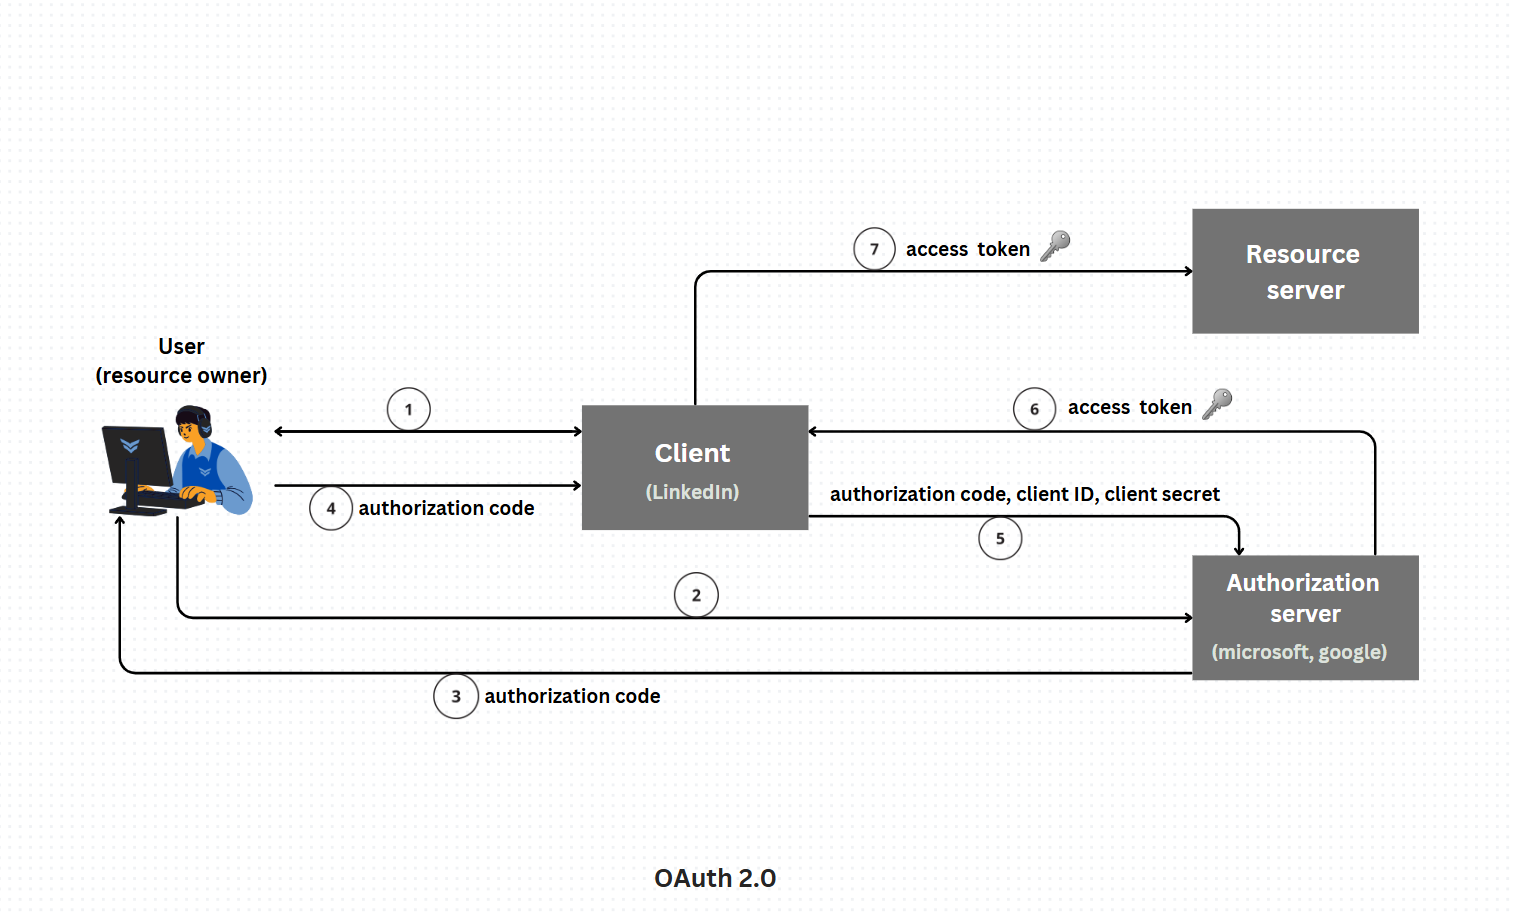 7 access token
Resource
server
User
(resource owner)
1
6 access token
Client
(LinkedIn)
authorization code, client ID, client secret
4 authorization code
5
2
Authorization
server
(microsoft, google)
3 authorization code
OAuth 2.0